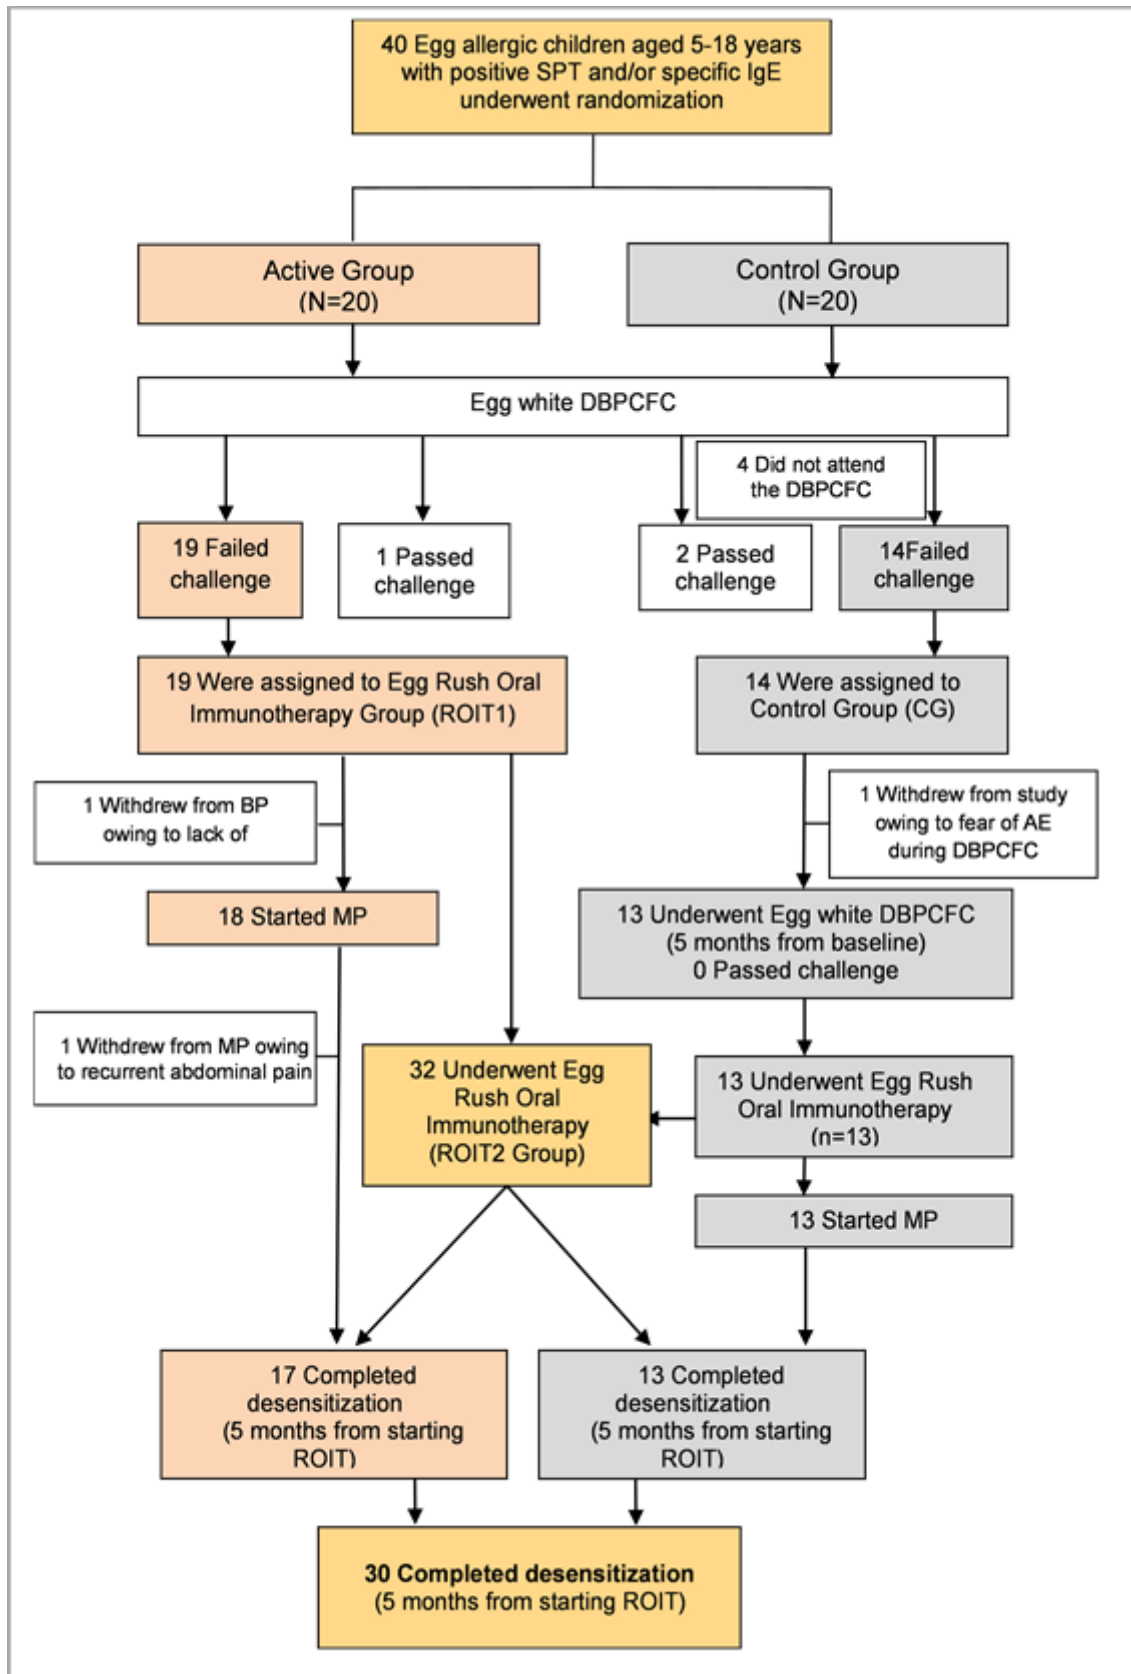 40 Egg allergic children aged 5-18 years
with positive SPT and/or specific IgE
underwent randomization
Active Group
(N=20)
Control Group
(N=20)
Egg white DBPCFC
4 Did not attend
the DBPCFC
19 Failed
challenge
1 Passed
challenge
2 Passed
challenge
14Failed
challenge
19 Were assigned to Egg Rush Oral
Immunotherapy Group (ROIT1)
14 Were assigned to
Control Group (CG)
1 Withdrew from BP
owing to lack of
1 Withdrew from study
owing to fear of AE
during DBPCFC
18 Started MP
13 Underwent Egg white DBPCFC
(5 months from baseline)
0 Passed challenge
1 Withdrew from MP owing
to recurrent abdominal pain
32 Underwent Egg
Rush Oral
Immunotherapy
(ROIT2 Group)
13 Underwent Egg Rush
Oral Immunotherapy
(n=13)
13 Started MP
17 Completed
desensitization
(5 months from starting
ROIT)
13 Completed
desensitization
(5 months from starting
ROIT)
30 Completed desensitization
(5 months from starting ROIT)